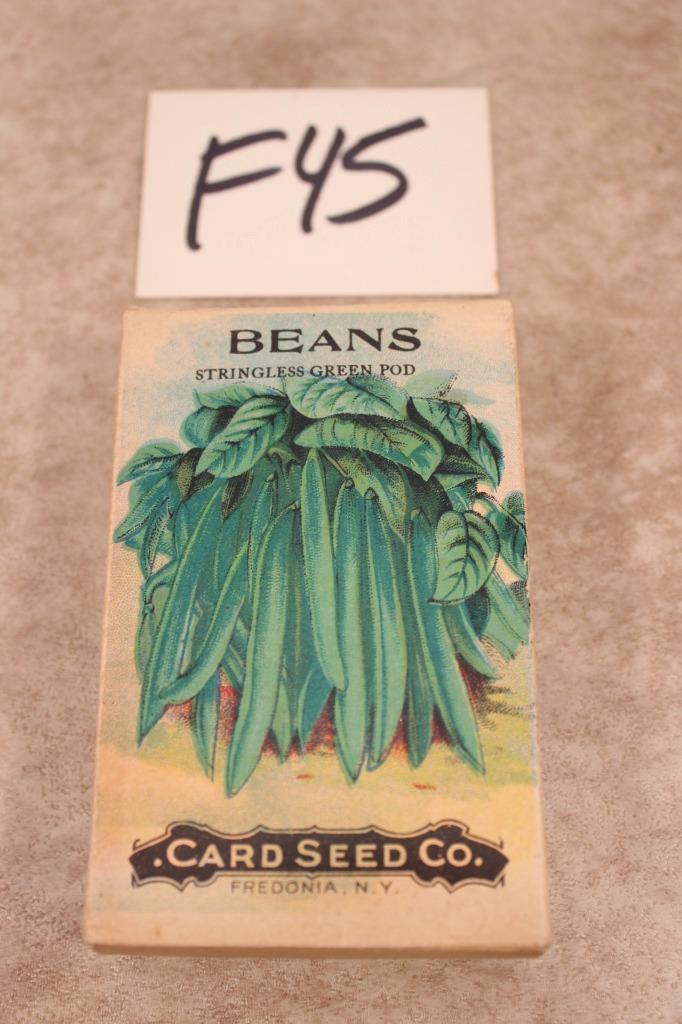 F45
BEANS
STRINGLESS GREEN POD
.CARD SEED CO.
FREDONIA, N.Y.